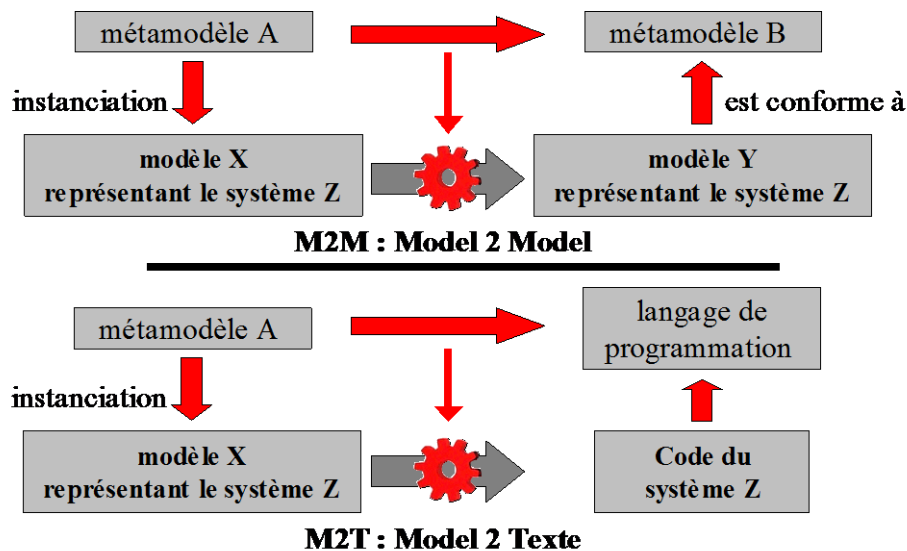 métamodèle A
métamodèle B
instanciation
est conforme à
modèle X
représentant le système Z
modèle Y
représentant le système Z
M2M : Model 2 Model
métamodèle A
langage de
programmation
instanciation
modèle X
représentant le système Z
Code du
système Z
M2T : Model 2 Texte